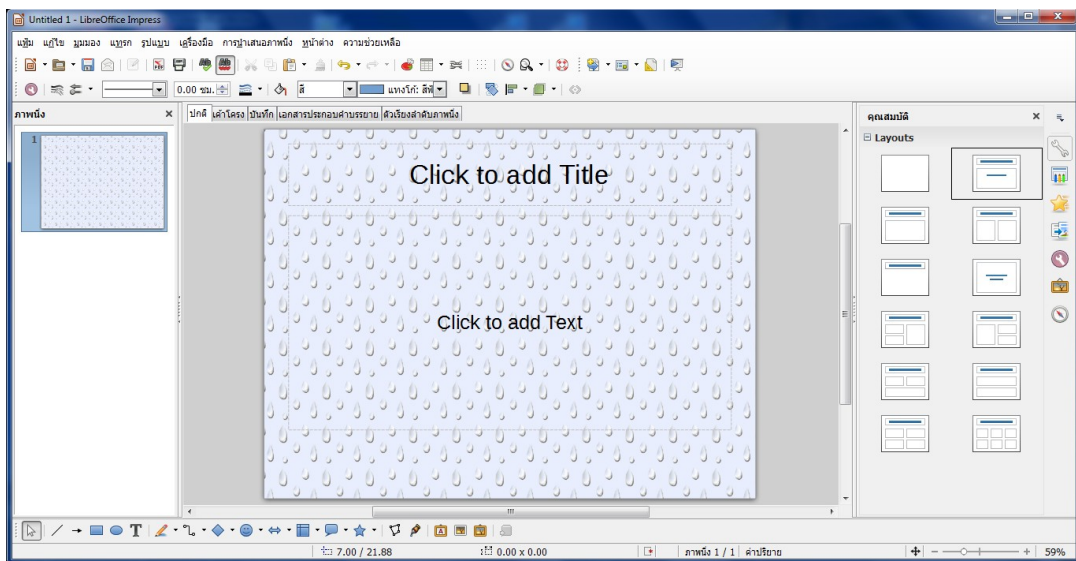 Untitled 1 - LibreOffice Impress
แฟ้ม แก้ไข มุมมอง แทรก รูปแบบ เครื่องมือ การนำเสนอภาพนิ่ง หน้าต่าง ความช่วยเหลือ
0.00 ซม. สี แทงโก้: สีฟ้
ภาพนิ่ง
ปกติ เค้าโครง บันทึก เอกสารประกอบคำบรรยาย ตัวเรียงลำดับภาพนิ่ง
คุณสมบัติ
Layouts
1
Click to add Title
Click to add Text
T
7.00 / 21.88 0.00 x 0.00 ภาพนิ่ง 1 / 1 ค่าปริยาย 59%